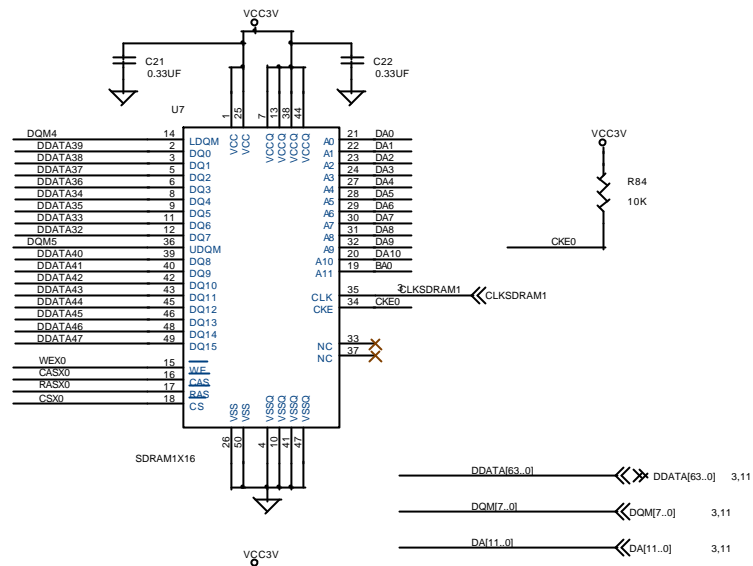 VCC3V
C21
0.33UF
C22
0.33UF
U7
1 25 7 13 38 44
VCC VCC VCCQ VCCQ VCCQ VCCQ
DQM4 14 LDQM A0 21 DA0
DDATA39 2 DQ0 A1 22 DA1
DDATA38 3 DQ1 A2 23 DA2
DDATA37 5 DQ2 A3 24 DA3
DDATA36 6 DQ3 A4 27 DA4
DDATA34 8 DQ4 A5 28 DA5
DDATA35 9 DQ5 A6 29 DA6
DDATA33 11 DQ6 A7 30 DA7
DDATA32 12 DQ7 A8 31 DA8
DQM5 36 UDQM A9 32 DA9
DDATA40 39 DQ8 A10 20 DA10
DDATA41 40 DQ9 A11 19 BA0
DDATA42 42 DQ10
DDATA43 43 DQ11 CLK 35 3 CLKSDRAM1 CLKSDRAM1
DDATA44 45 DQ12 CKE 34 CKE0
DDATA45 46 DQ13
DDATA46 48 DQ14 NC 33
DDATA47 49 DQ15 NC 37
WEX0 15 WE
CASX0 16 CAS
RASX0 17 RAS
CSX0 18 CS
VSS VSS VSSQ VSSQ VSSQ VSSQ
26 50 4 10 41 47
SDRAM1X16
VCC3V
R84
10K
CKE0
DDATA[63..0] DDATA[63..0] 3,11
DQM[7..0] DQM[7..0] 3,11
DA[11..0] DA[11..0] 3,11
VCC3V